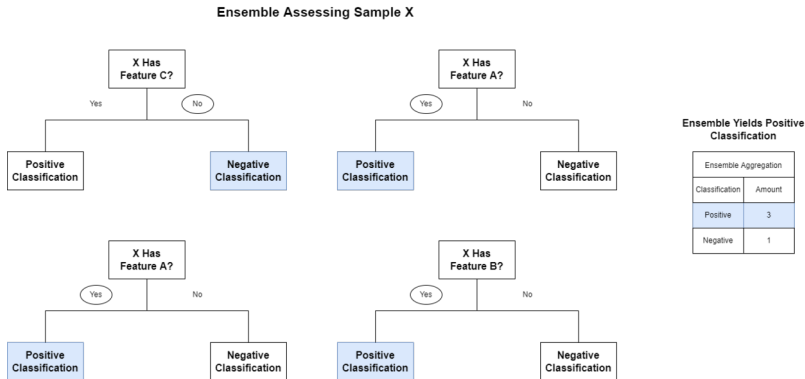 Ensemble Assessing Sample X
X Has
Feature C?
Yes
No
Positive
Classification
Negative
Classification
X Has
Feature A?
Yes
No
Positive
Classification
Negative
Classification
X Has
Feature A?
Yes
No
Positive
Classification
Negative
Classification
X Has
Feature B?
Yes
No
Positive
Classification
Negative
Classification
Ensemble Yields Positive
Classification
Ensemble Aggregation
Classification Amount
Positive 3
Negative 1